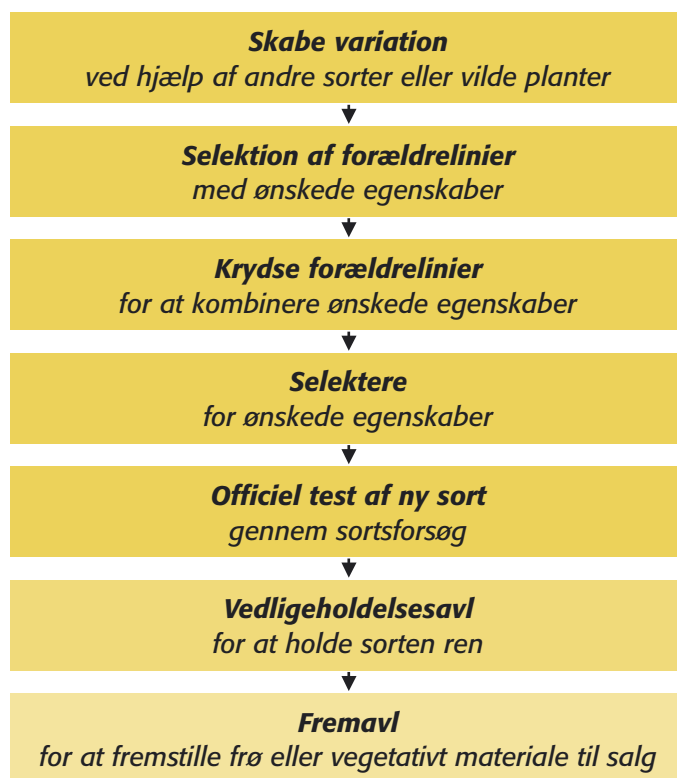 Skabe variation
ved hjælp af andre sorter eller vilde planter
Selektion af forældrelinier
med ønskede egenskaber
Krydse forældrelinier
for at kombinere ønskede egenskaber
Selektere
for ønskede egenskaber
Officiel test af ny sort
gennem sortsforsøg
Vedligeholdelsesavl
for at holde sorten ren
Fremavl
for at fremstille frø eller vegetativt materiale til salg